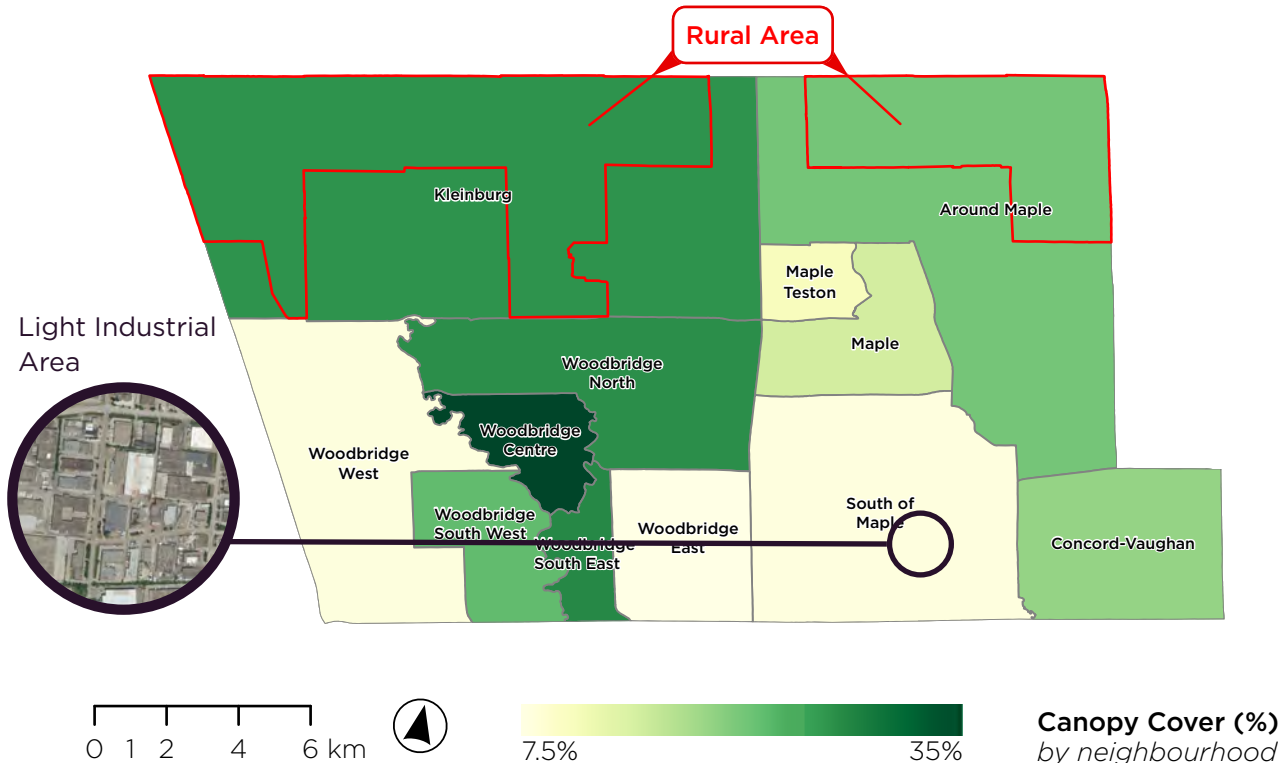 Rural Area
Kleinburg
Around Maple
Maple
Teston
Light Industrial
Area
Maple
Woodbridge
North
Woodbridge
Centre
Woodbridge
West
South of
Maple
Woodbridge
South West
Woodbridge
East
Woodbridge
South East
Concord-Vaughan
0 1 2 4 6 km
7.5%
35%
Canopy Cover (%)
by neighbourhood